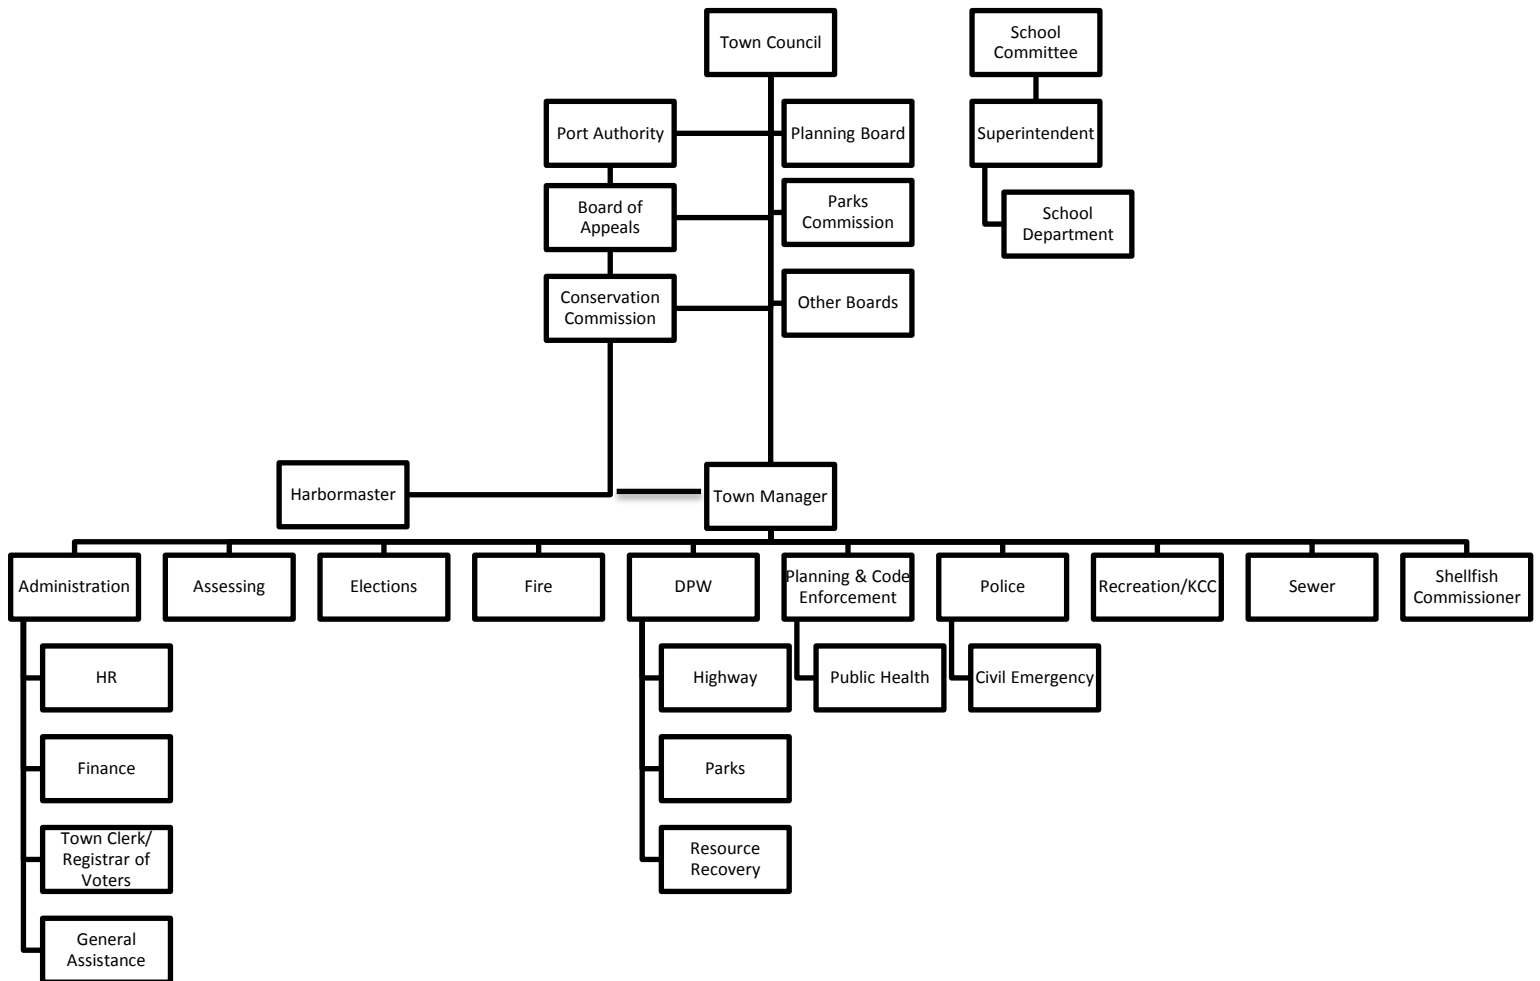 Town Council
School
Committee
Port Authority
Planning Board
Superintendent
Board of
Appeals
Parks
Commission
School
Department
Conservation
Commission
Other Boards
Harbormaster
Town Manager
Administration
Assessing
Elections
Fire
DPW
Planning & Code
Enforcement
Police
Recreation/KCC
Sewer
Shellfish
Commissioner
HR
Highway
Public Health
Civil Emergency
Finance
Parks
Town Clerk/
Registrar of
Voters
Resource
Recovery
General
Assistance